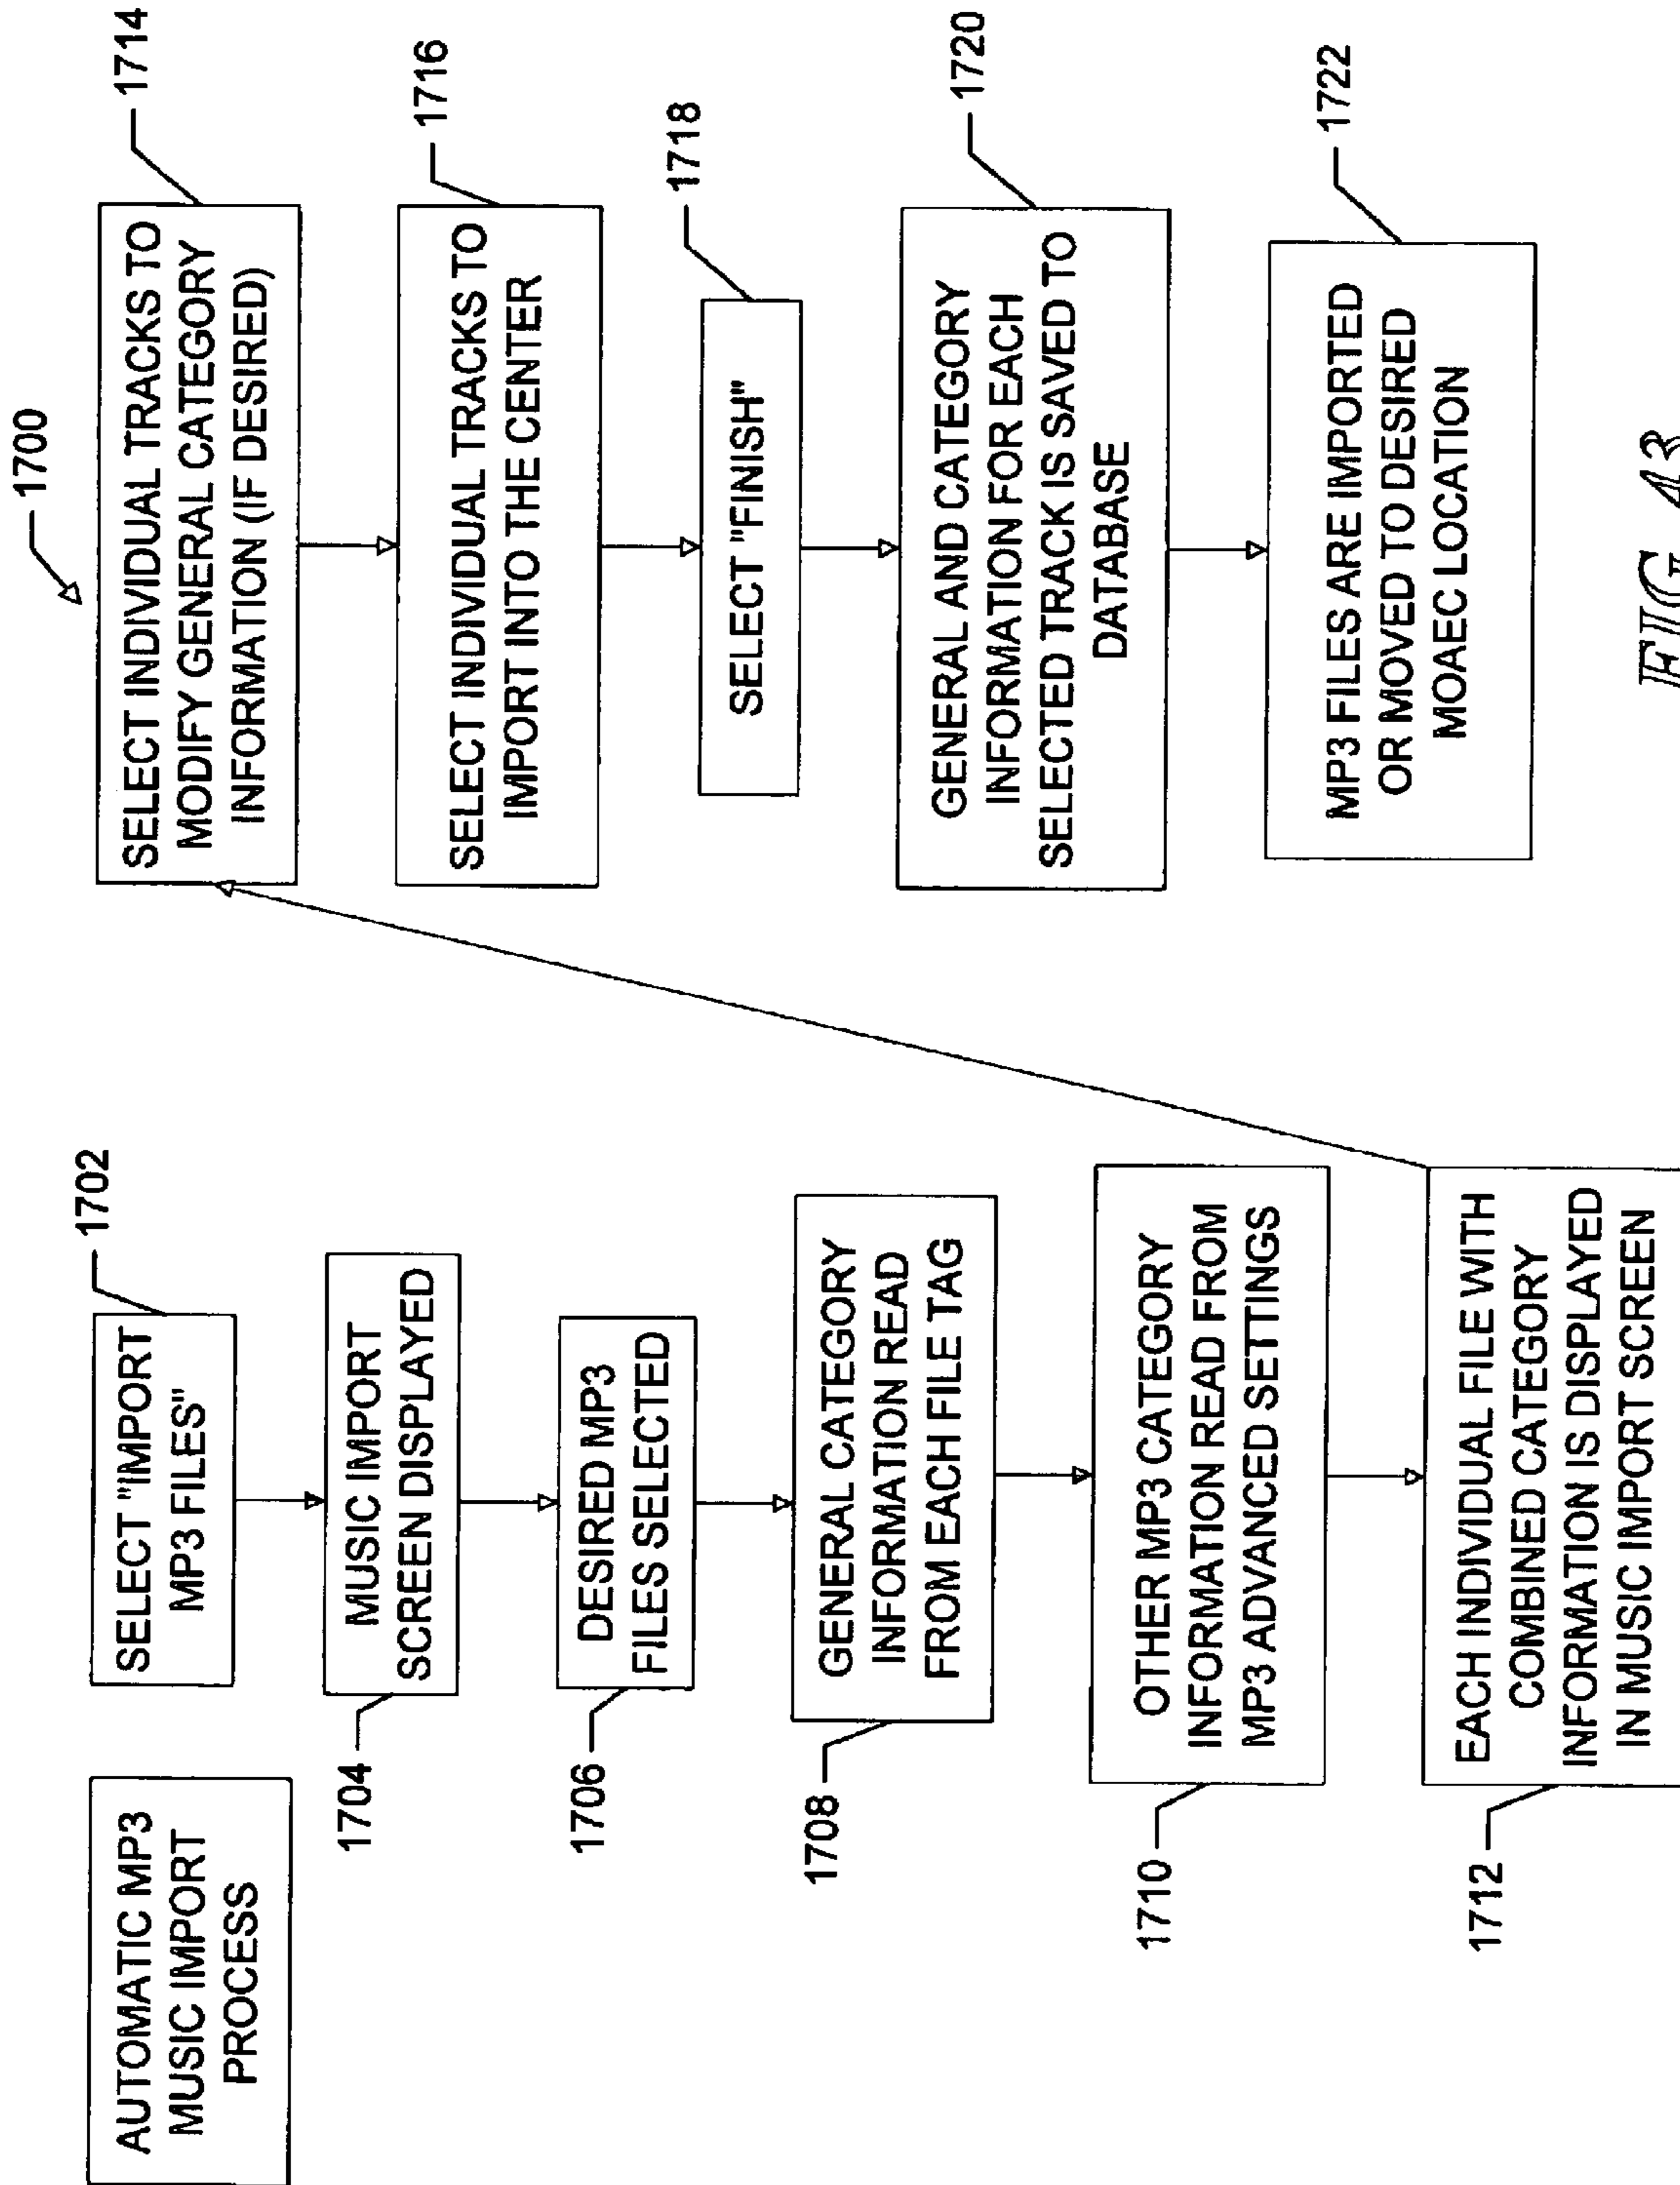 AUTOMATIC MP3
MUSIC IMPORT
PROCESS
1702
SELECT "IMPORT
MP3 FILES"
1704
MUSIC IMPORT
SCREEN DISPLAYED
1706
DESIRED MP3
FILES SELECTED
1708
GENERAL CATEGORY
INFORMATION READ
FROM EACH FILE TAG
1710
OTHER MP3 CATEGORY
INFORMATION READ FROM
MP3 ADVANCED SETTINGS
1712
EACH INDIVIDUAL FILE WITH
COMBINED CATEGORY
INFORMATION IS DISPLAYED
IN MUSIC IMPORT SCREEN
1700
1714
SELECT INDIVIDUAL TRACKS TO
MODIFY GENERAL CATEGORY
INFORMATION (IF DESIRED)
1716
SELECT INDIVIDUAL TRACKS TO
IMPORT INTO THE CENTER
1718
SELECT "FINISH"
1720
GENERAL AND CATEGORY
INFORMATION FOR EACH
SELECTED TRACK IS SAVED TO
DATABASE
1722
MP3 FILES ARE IMPORTED
OR MOVED TO DESIRED
MOAEC LOCATION
FIG. 43